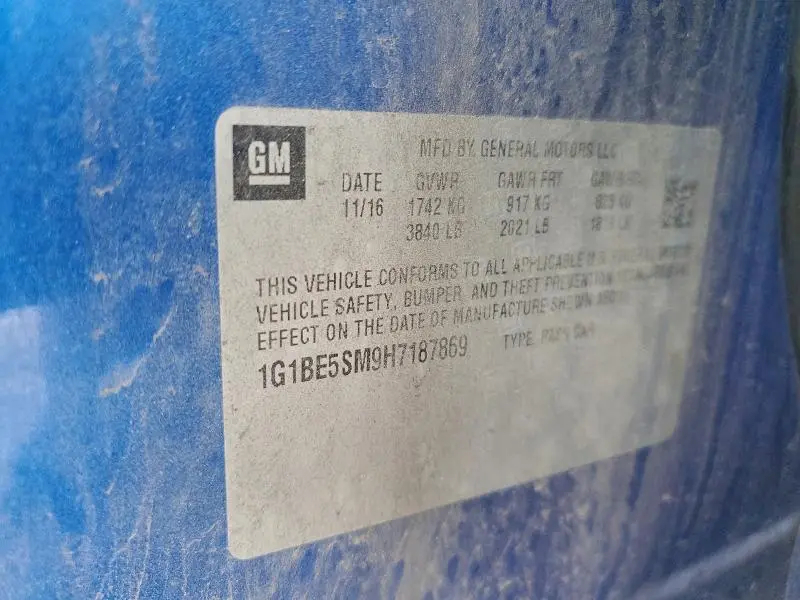 GM
MFD BY GENERAL MOTORS LLC
DATE GVWR GAWR FRT
11/16 1742 KG 917 KG
3840 LB 2021 LB
THIS VEHICLE CONFORMS TO ALL APPLICABLE
VEHICLE SAFETY, BUMPER, AND THEFT PREVENTION
EFFECT ON THE DATE OF MANUFACTURE
1G1BE5SM9H7187869 TYPE: PASS CAR